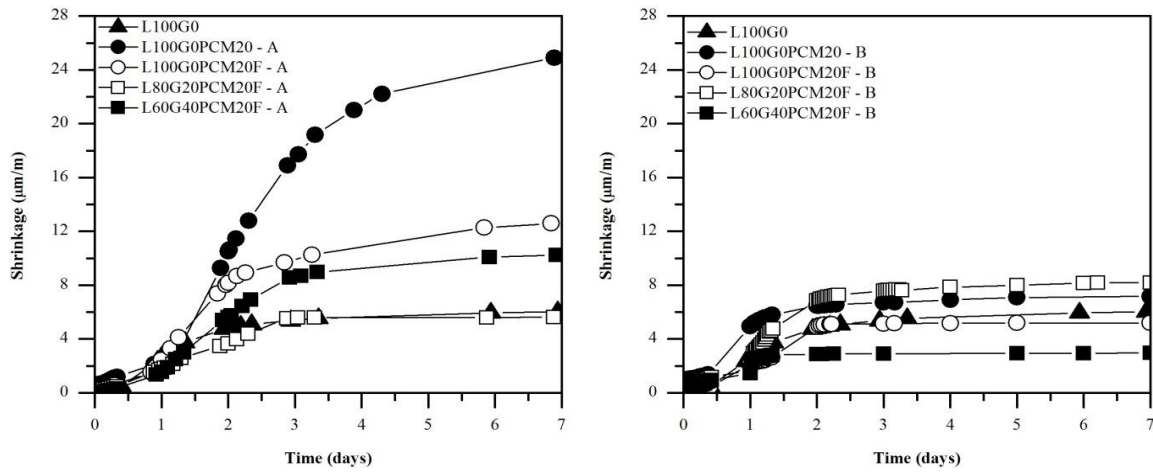 L100G0
L100G0PCM20 - A
L100G0PCM20F - A
L80G20PCM20F - A
L60G40PCM20F - A
28
24
20
16
12
8
4
0
Shrinkage (μm/m)
0 1 2 3 4 5 6 7
Time (days)
L100G0
L100G0PCM20 - B
L100G0PCM20F - B
L80G20PCM20F - B
L60G40PCM20F - B
28
24
20
16
12
8
4
0
Shrinkage (μm/m)
0 1 2 3 4 5 6 7
Time (days)